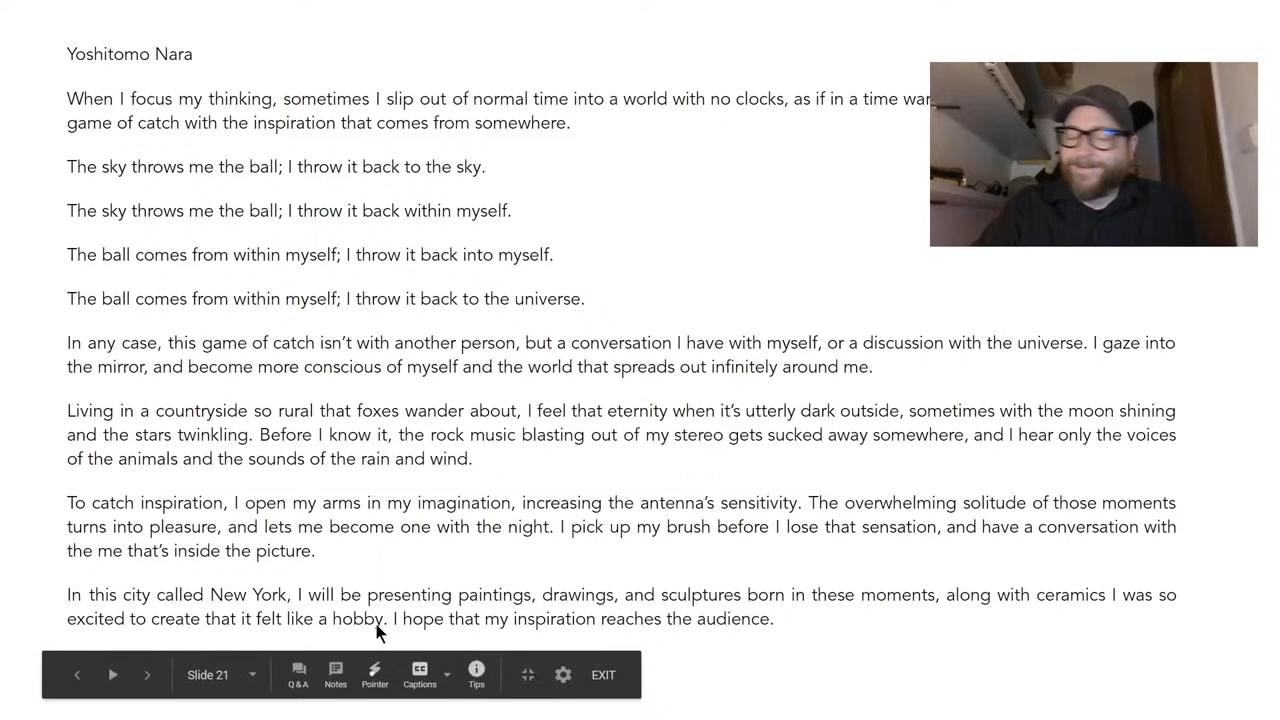 Yoshitomo Nara
When I focus my thinking, sometimes I slip out of normal time into a world with no clocks, as if in a time
game of catch with the inspiration that comes from somewhere.
The sky throws me the ball; I throw it back to the sky.
The sky throws me the ball; I throw it back within myself.
The ball comes from within myself; I throw it back into myself.
The ball comes from within myself; I throw it back to the universe.
In any case, this game of catch isn’t with another person, but a conversation I have with myself, or a discussion with the universe. I gaze into
the mirror, and become more conscious of myself and the world that spreads out infinitely around me.
Living in a countryside so rural that foxes wander about, I feel that eternity when it’s utterly dark outside, sometimes with the moon shining
and the stars twinkling. Before I know it, the rock music blasting out of my stereo gets sucked away somewhere, and I hear only the voices
of the animals and the sounds of the rain and wind.
To catch inspiration, I open my arms in my imagination, increasing the antenna’s sensitivity. The overwhelming solitude of those moments
turns into pleasure, and lets me become one with the night. I pick up my brush before I lose that sensation, and have a conversation with
the me that’s inside the picture.
In this city called New York, I will be presenting paintings, drawings, and sculptures born in these moments, along with ceramics I was so
excited to create that it felt like a hobby. I hope that my inspiration reaches the audience.
Slide 21
Q & A Notes Pointer CC Captions Tips EXIT